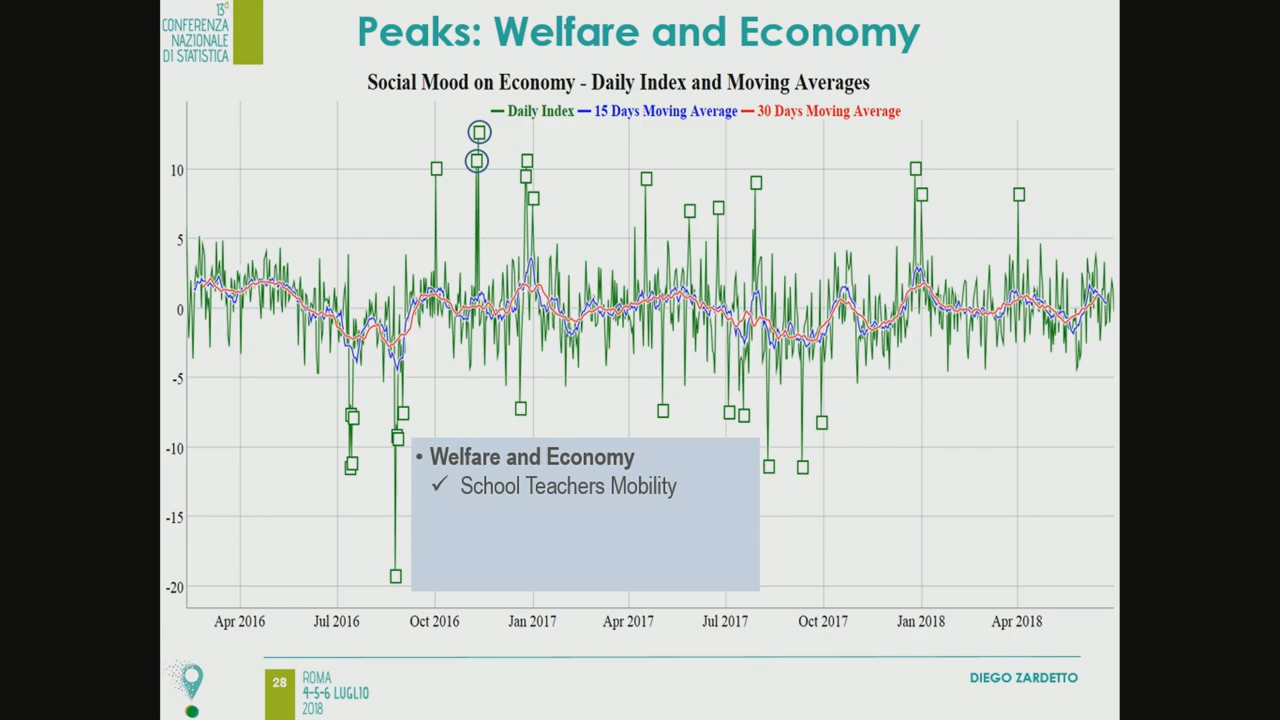 13°
CONFERENZA
NAZIONALE
DI STATISTICA
Peaks: Welfare and Economy
Social Mood on Economy - Daily Index and Moving Averages
Daily Index 15 Days Moving Average 30 Days Moving Average
10
5
0
-5
-10
-15
-20
• Welfare and Economy
✓ School Teachers Mobility
Apr 2016 Jul 2016 Oct 2016 Jan 2017 Apr 2017 Jul 2017 Oct 2017 Jan 2018 Apr 2018
28
ROMA
4-5-6 LUGLIO
2018
DIEGO ZARDETTO